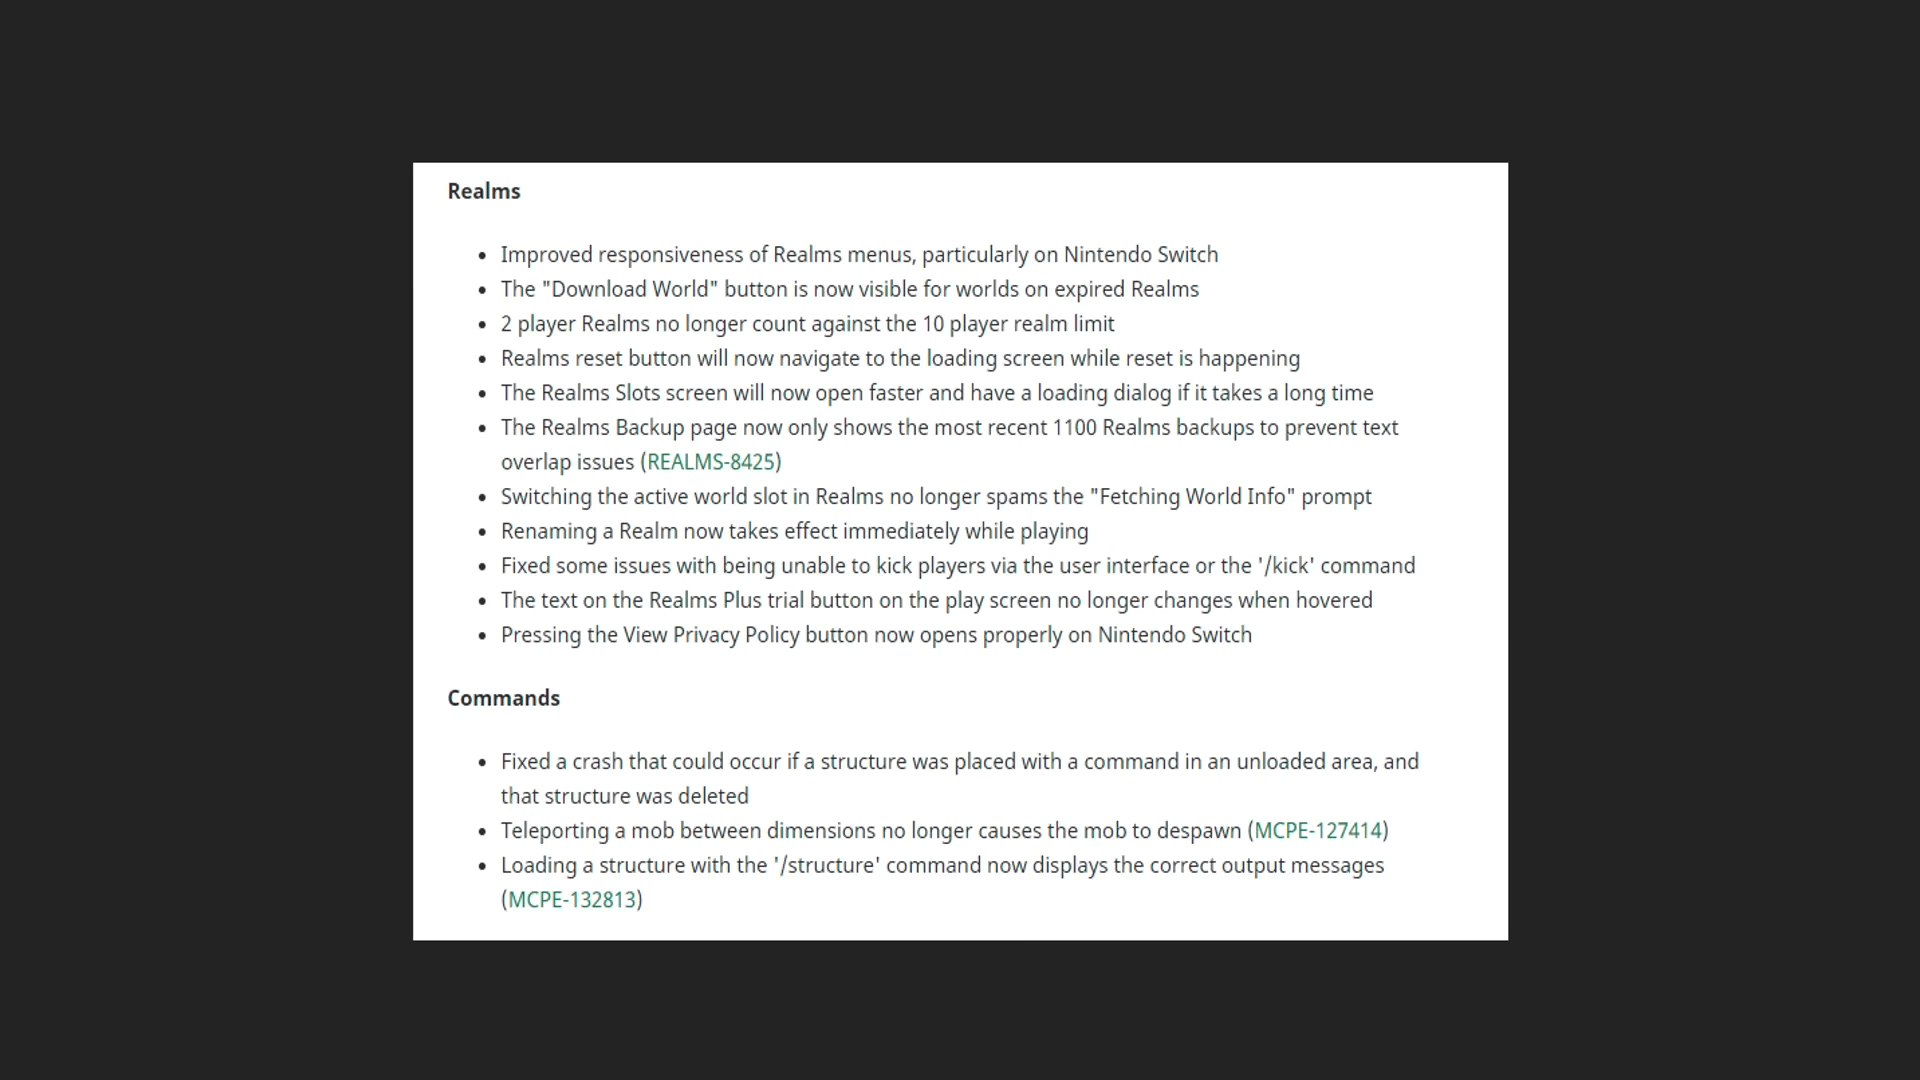 Realms
• Improved responsiveness of Realms menus, particularly on Nintendo Switch
• The "Download World" button is now visible for worlds on expired Realms
• 2 player Realms no longer count against the 10 player realm limit
• Realms reset button will now navigate to the loading screen while reset is happening
• The Realms Slots screen will now open faster and have a loading dialog if it takes a long time
• The Realms Backup page now only shows the most recent 1100 Realms backups to prevent text
overlap issues (REALMS-8425)
• Switching the active world slot in Realms no longer spams the "Fetching World Info" prompt
• Renaming a Realm now takes effect immediately while playing
• Fixed some issues with being unable to kick players via the user interface or the '/kick' command
• The text on the Realms Plus trial button on the play screen no longer changes when hovered
• Pressing the View Privacy Policy button now opens properly on Nintendo Switch
Commands
• Fixed a crash that could occur if a structure was placed with a command in an unloaded area, and
that structure was deleted
• Teleporting a mob between dimensions no longer causes the mob to despawn (MCPE-127414)
• Loading a structure with the '/structure' command now displays the correct output messages
(MCPE-132813)